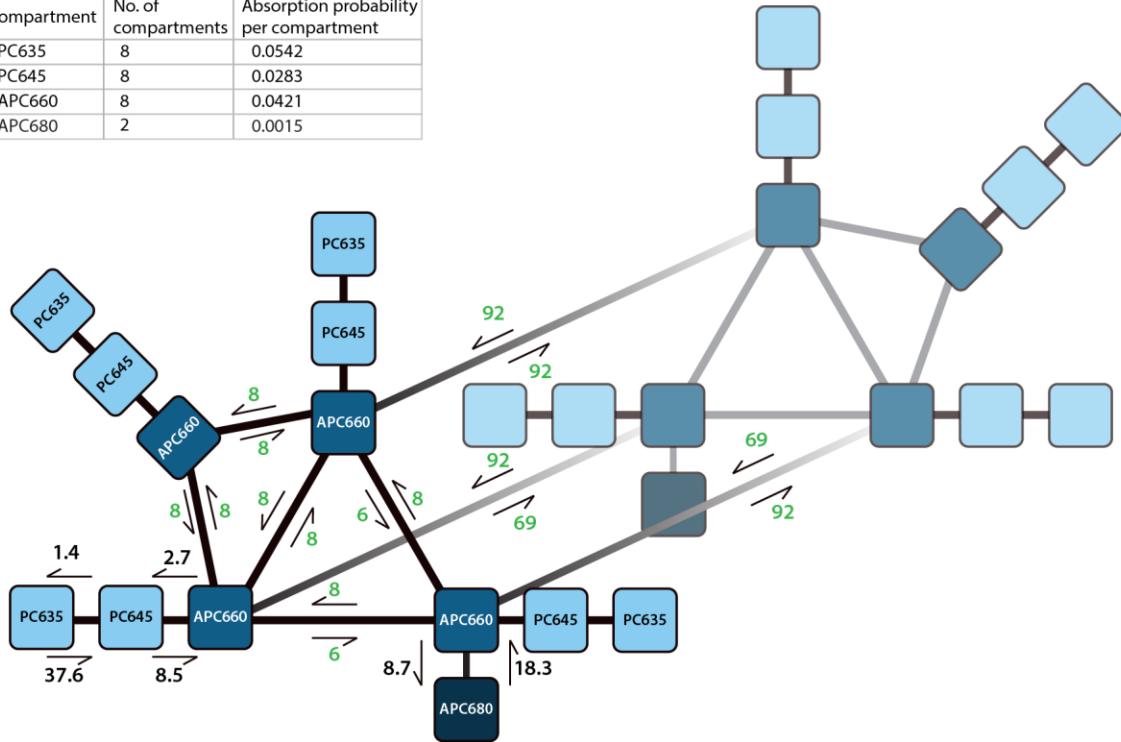 ompartment No. of compartments Absorption probability per compartment
PC635 8 0.0542
PC645 8 0.0283
APC660 8 0.0421
APC680 2 0.0015
PC635
PC635
PC645
PC645
92
92
8
APC660
APC660
8
8
8
8
8
6
8
92
69
69
92
1.4
2.7
8
PC635
PC645
APC660
APC660
PC645
PC635
37.6
8.5
6
8.7
18.3
APC680